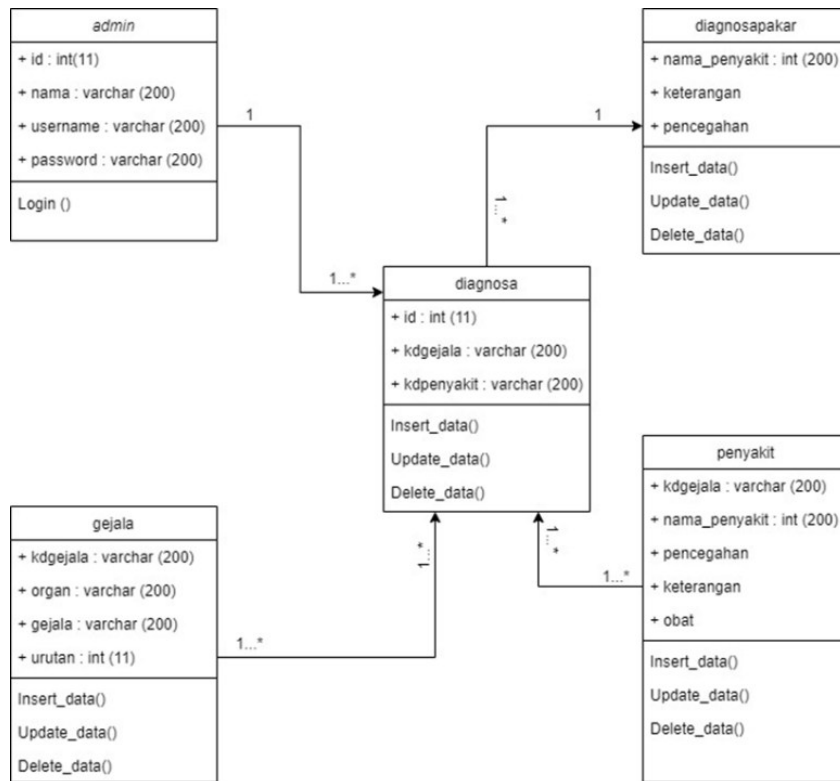 admin
+ id : int(11)
+ nama : varchar (200)
+ username : varchar (200)
+ password : varchar (200)
Login ()
1
1...*
diagnosapakar
+ nama_penyakit : int (200)
+ keterangan
+ pencegahan
Insert_data()
Update_data()
Delete_data()
1
1...*
diagnosa
+ id : int (11)
+ kdgejala : varchar (200)
+ kdpenyakit : varchar (200)
Insert_data()
Update_data()
Delete_data()
gejala
+ kdgejala : varchar (200)
+ organ : varchar (200)
+ gejala : varchar (200)
+ urutan : int (11)
Insert_data()
Update_data()
Delete_data()
1...*
1...*
penyakit
+ kdgejala : varchar (200)
+ nama_penyakit : int (200)
+ pencegahan
+ keterangan
+ obat
Insert_data()
Update_data()
Delete_data()
1...*
1...*